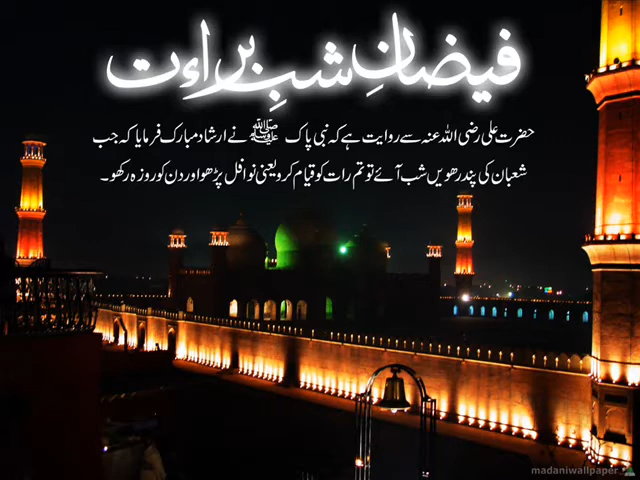 فیضانِ شبِ براءت
حضرت علی رضی اللہ عنہ سے روایت ہے کہ نبی پاک ﷺ نے ارشاد مبارک فرمایا کہ جب
شعبان کی پندرھویں شب آئے تو تم رات کو قیام کرو یعنی نوافل پڑھو اور دن کو روزہ رکھو۔
madaniwallpaper